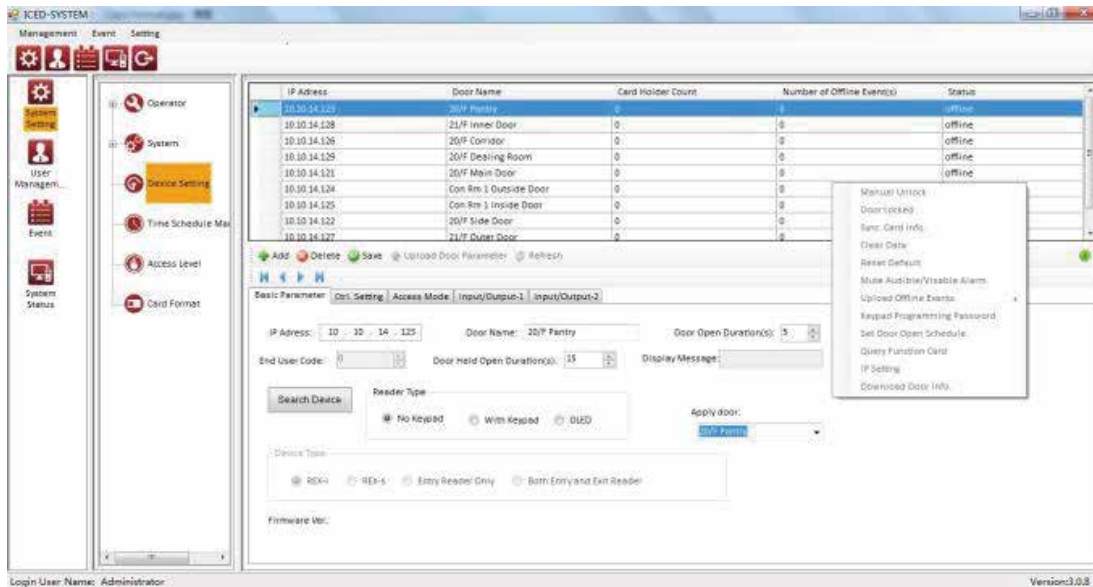 ICED-SYSTEM
Management Event Setting
System Setting
User Managem...
Event
System Status
Operator
System
Device Setting
Time Schedule Mar
Access Level
Card Format
IP Adress Door Name Card Holder Count Number of Offline Event(s) Status
10.10.14.123 20/F Pantry 0 0 offline
10.10.14.128 21/F Inner Door 0 0 offline
10.10.14.126 20/F Corridor 0 0 offline
10.10.14.129 20/F Dealing Room 0 0 offline
10.10.14.121 20/F Main Door 0 0 offline
10.10.14.124 Con Rm 1 Outside Door 0 0
10.10.14.125 Con Rm 1 Inside Door 0 0
10.10.14.122 20/F Side Door 0 0
10.10.14.127 21/F Outer Door 0 0
Manual Unlock
Door Locked
Sync. Card Info.
Clear Data
Reset Default
Mute Audible/Visable Alarm
Upload Offline Events
Keypad Programming Password
Set Door Open Schedule
Query Function Card
IP Setting
Download Door Info.
Add Delete Save Upload Door Parameter Refresh
Basic Parameter Ctrl. Setting Access Mode Input/Output-1 Input/Output-2
IP Adress: 10 . 10 . 14 . 123 Door Name: 20/F Pantry Door Open Duration(s): 5
End User Code: 0 Door Held Open Duration(s): 15 Display Message:
Search Device
Reader Type
No Keypad With Keypad OLED
Apply door:
20/F Pantry
Device Type
REX-i REX-s Entry Reader Only Both Entry and Exit Reader
Firmware Ver.:
Login User Name: Administrator Version:3.0.8